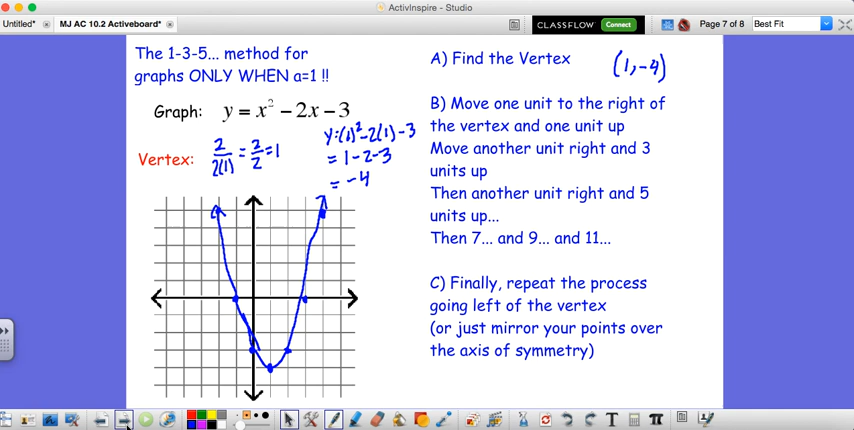 ActivInspire - Studio
Untitled*
MJ AC 10.2 Activeboard*
CLASSFLOW
Connect
Page 7 of 8
Best Fit
The 1-3-5... method for
graphs ONLY WHEN a=1 !!
Graph: y = x² − 2x − 3
Vertex: 2/2(1) = 2/2 = 1
y=(1)²-2(1)-3
= 1-2-3
= -4
A) Find the Vertex (1,-4)
B) Move one unit to the right of
the vertex and one unit up
Move another unit right and 3
units up
Then another unit right and 5
units up...
Then 7... and 9... and 11...
C) Finally, repeat the process
going left of the vertex
(or just mirror your points over
the axis of symmetry)